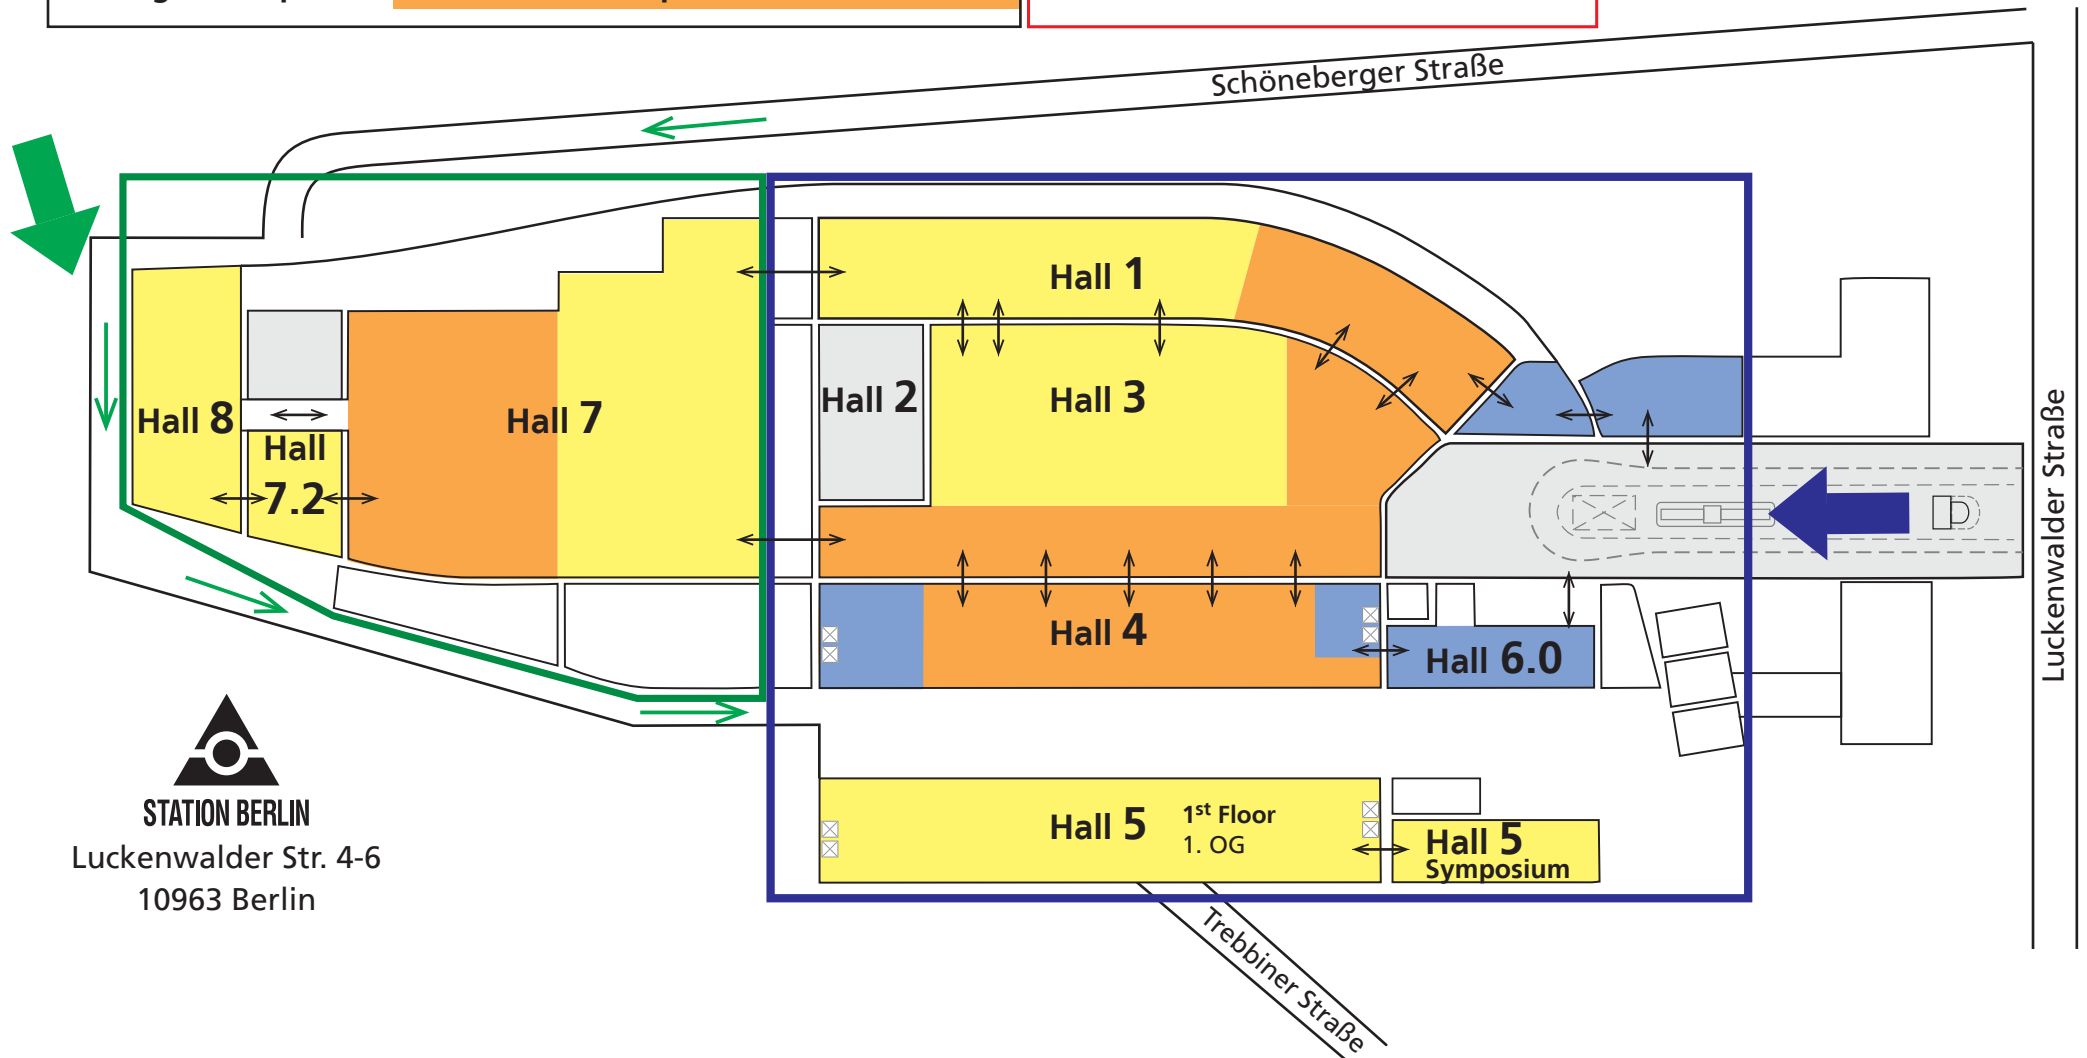 Schöneberger Straße
Hall 1
Hall 2
Hall 3
Hall 8
Hall 7
Hall
7.2
Luckenwalder Straße
Hall 4
Hall 6.0
STATION BERLIN
Luckenwalder Str. 4-6
10963 Berlin
Hall 5
1st Floor
1. OG
Hall 5
Symposium
Trebbiner Straße